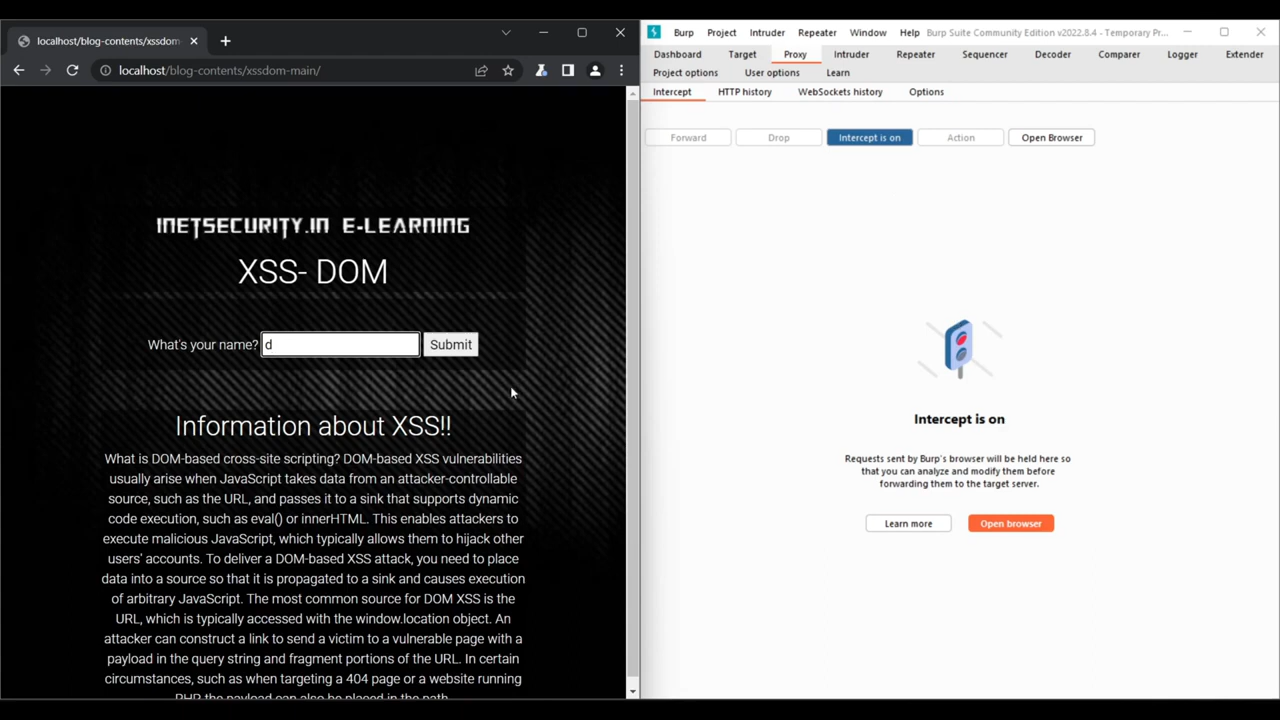 localhost/blog-contents/xssdom-
localhost/blog-contents/xssdom-main/
INETSECURITY.IN E-LEARNING
XSS- DOM
What's your name? d Submit
Information about XSS!!
What is DOM-based cross-site scripting? DOM-based XSS vulnerabilities
usually arise when JavaScript takes data from an attacker-controllable
source, such as the URL, and passes it to a sink that supports dynamic
code execution, such as eval() or innerHTML. This enables attackers to
execute malicious JavaScript, which typically allows them to hijack other
users' accounts. To deliver a DOM-based XSS attack, you need to place
data into a source so that it is propagated to a sink and causes execution
of arbitrary JavaScript. The most common source for DOM XSS is the
URL, which is typically accessed with the window.location object. An
attacker can construct a link to send a victim to a vulnerable page with a
payload in the query string and fragment portions of the URL. In certain
circumstances, such as when targeting a 404 page or a website running
PHP, the payload can also be placed in the path.
Burp Project Intruder Repeater Window Help Burp Suite Community Edition v2022.8.4 - Temporary Pr...
Dashboard Target Proxy Intruder Repeater Sequencer Decoder Comparer Logger Extender
Project options User options Learn
Intercept HTTP history WebSockets history Options
Forward Drop Intercept is on Action Open Browser
Intercept is on
Requests sent by Burp's browser will be held here so
that you can analyze and modify them before
forwarding them to the target server.
Learn more Open browser